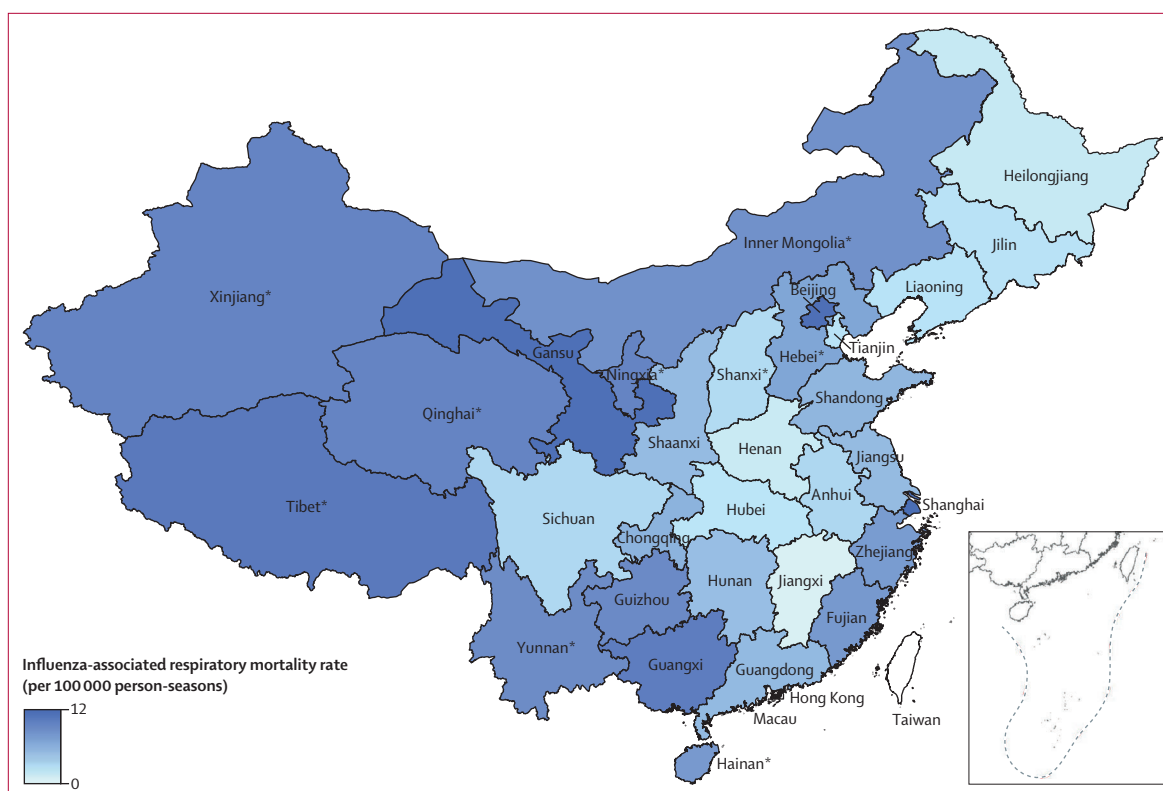 Heilongjiang
Jilin
Inner Mongolia*
Liaoning
Beijing
Tianjin
Xinjiang*
Gansu
Ningxia*
Shanxi*
Hebei*
Qinghai*
Shandong
Shaanxi
Henan
Jiangsu
Tibet*
Sichuan
Hubei
Anhui
Shanghai
Chongqing
Zhejiang
Hunan
Jiangxi
Guizhou
Fujian
Yunnan*
Guangxi
Guangdong
Hong Kong
Macau
Taiwan
Hainan*
Influenza-associated respiratory mortality rate
(per 100 000 person-seasons)
12
0